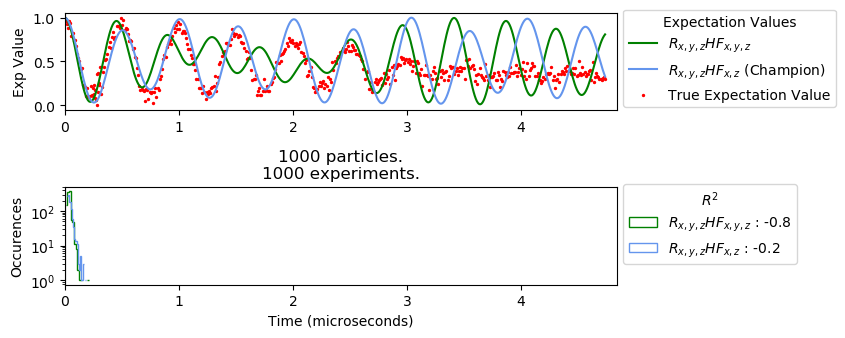 Expectation Values
$R_{x,y,z}HF_{x,y,z}$
$R_{x,y,z}HF_{x,z}$ (Champion)
True Expectation Value
Exp Value
1.0
0.5
0.0
0 1 2 3 4
1000 particles.
1000 experiments.
$R^2$
$R_{x,y,z}HF_{x,y,z}$ : -0.8
$R_{x,y,z}HF_{x,z}$ : -0.2
Occurences
$10^2$
$10^1$
$10^0$
0 1 2 3 4
Time (microseconds)